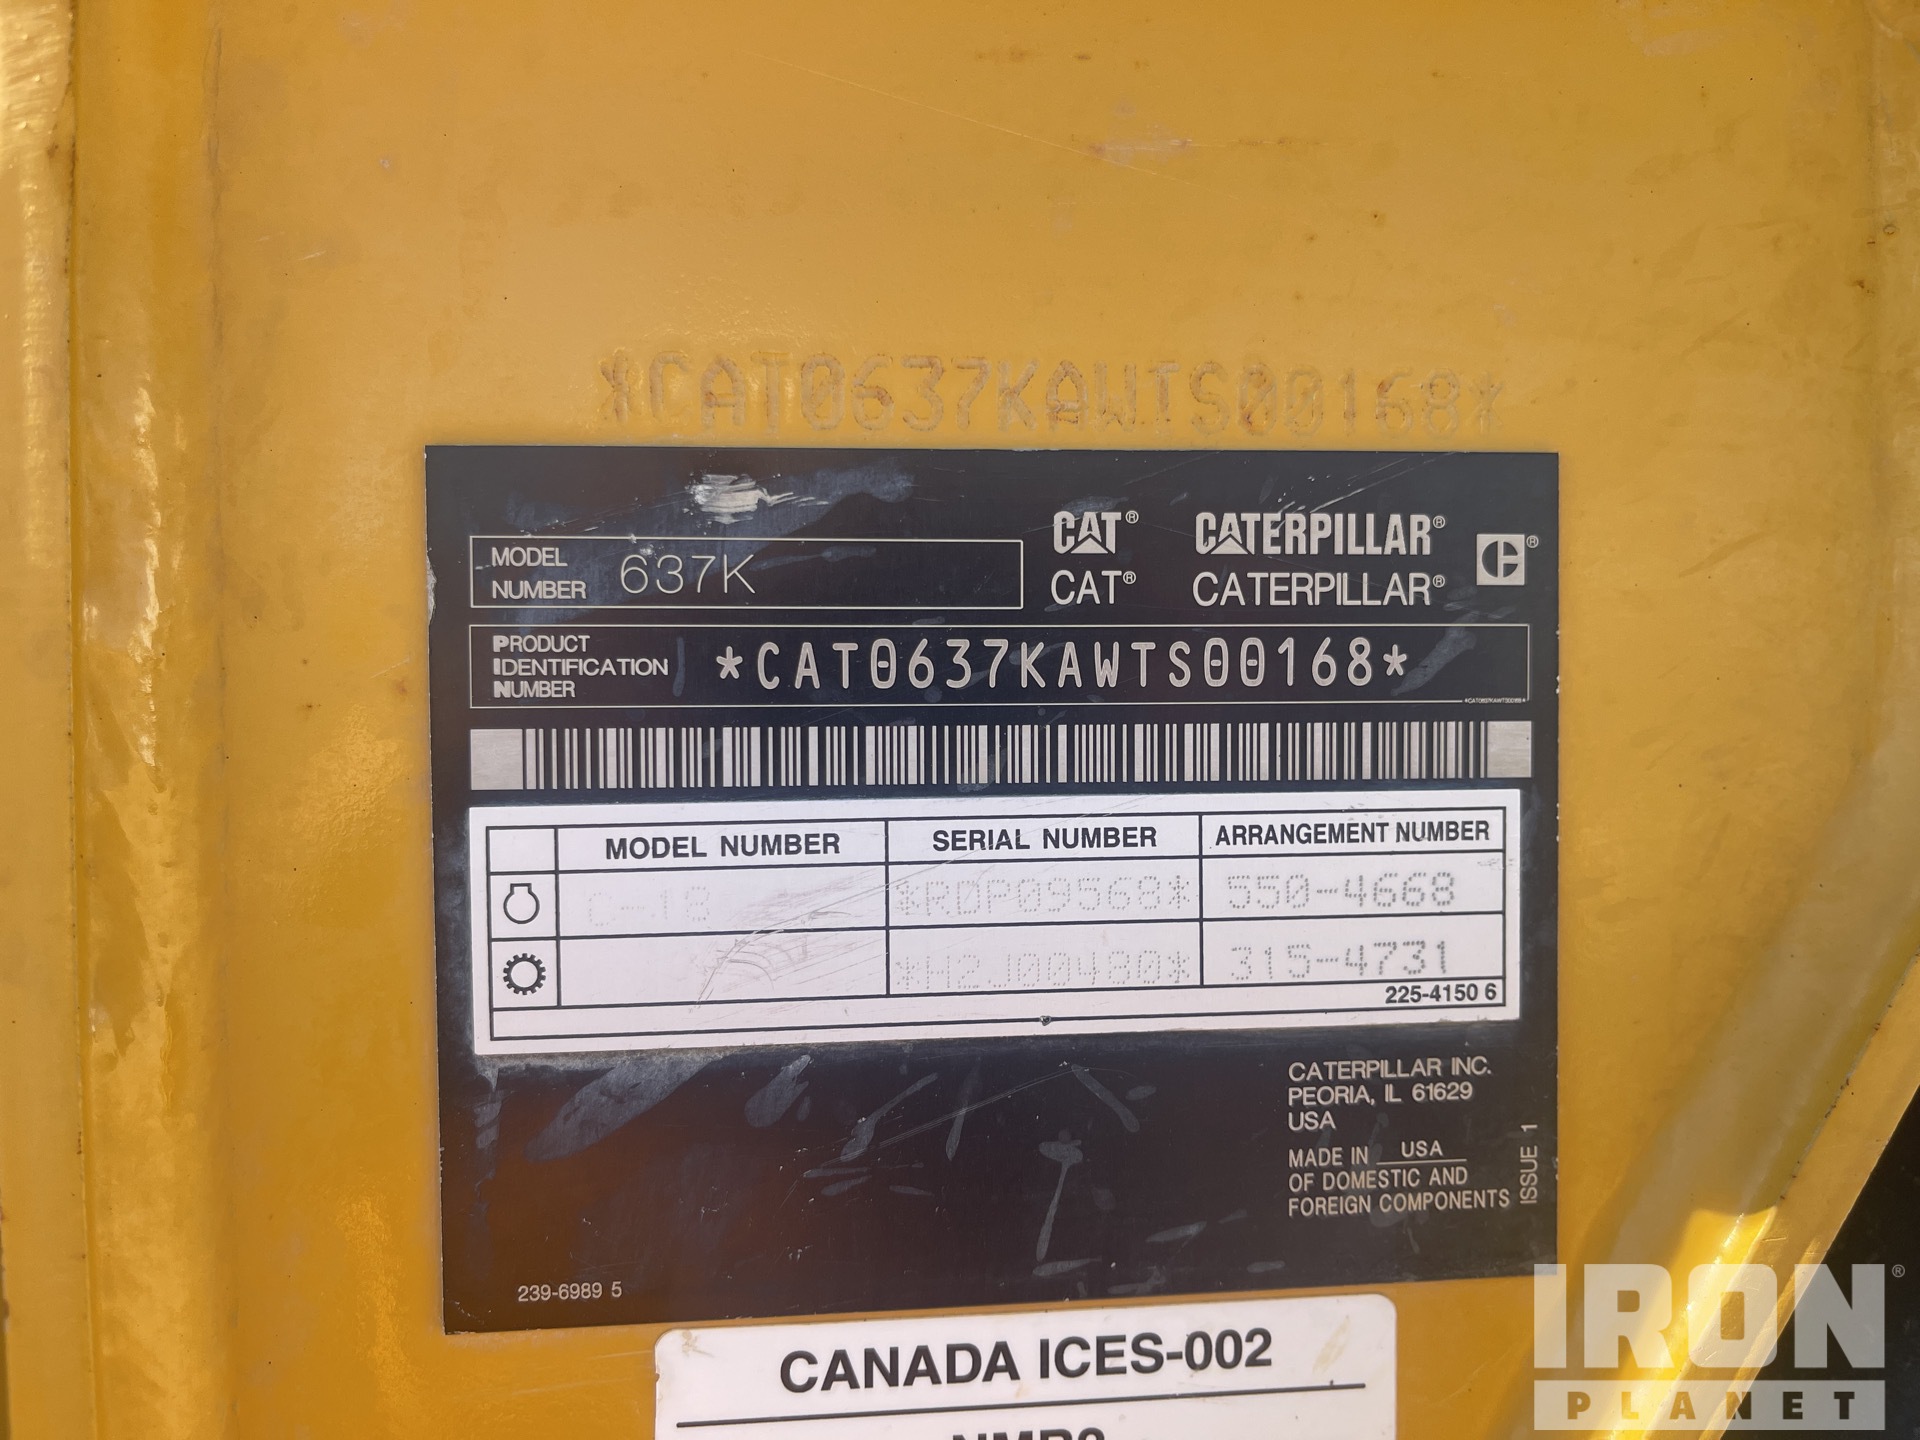 *CAT0637KAWTS00168*
CAT® CATERPILLAR®
MODEL NUMBER 637K
CAT® CATERPILLAR®
PRODUCT IDENTIFICATION NUMBER *CAT0637KAWTS00168*
*CAT0637KAWTS00168*
MODEL NUMBER SERIAL NUMBER ARRANGEMENT NUMBER
C-18 *RDP09568* 550-4668
*H2J00480* 315-4731
225-4150 6
CATERPILLAR INC.
PEORIA, IL 61629
USA
MADE IN USA
OF DOMESTIC AND
FOREIGN COMPONENTS
ISSUE 1
239-6989 5
CANADA ICES-002
IRON®
PLANET